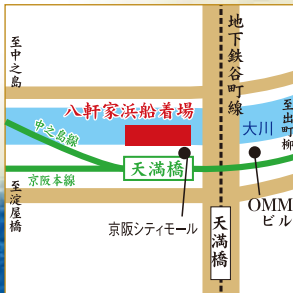 至中之島
地下鉄谷町線
八軒家浜船着場
中之島線
大川
至出町柳
京阪本線
天満橋
至淀屋橋
京阪シティモール
天満橋
OMM
ビル